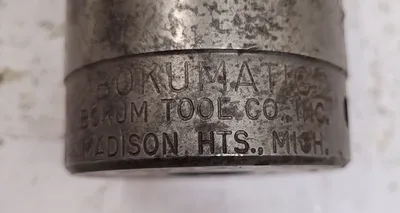 BOKUMATIC
BOKUM TOOL CO., INC.
MADISON HTS., MICH.